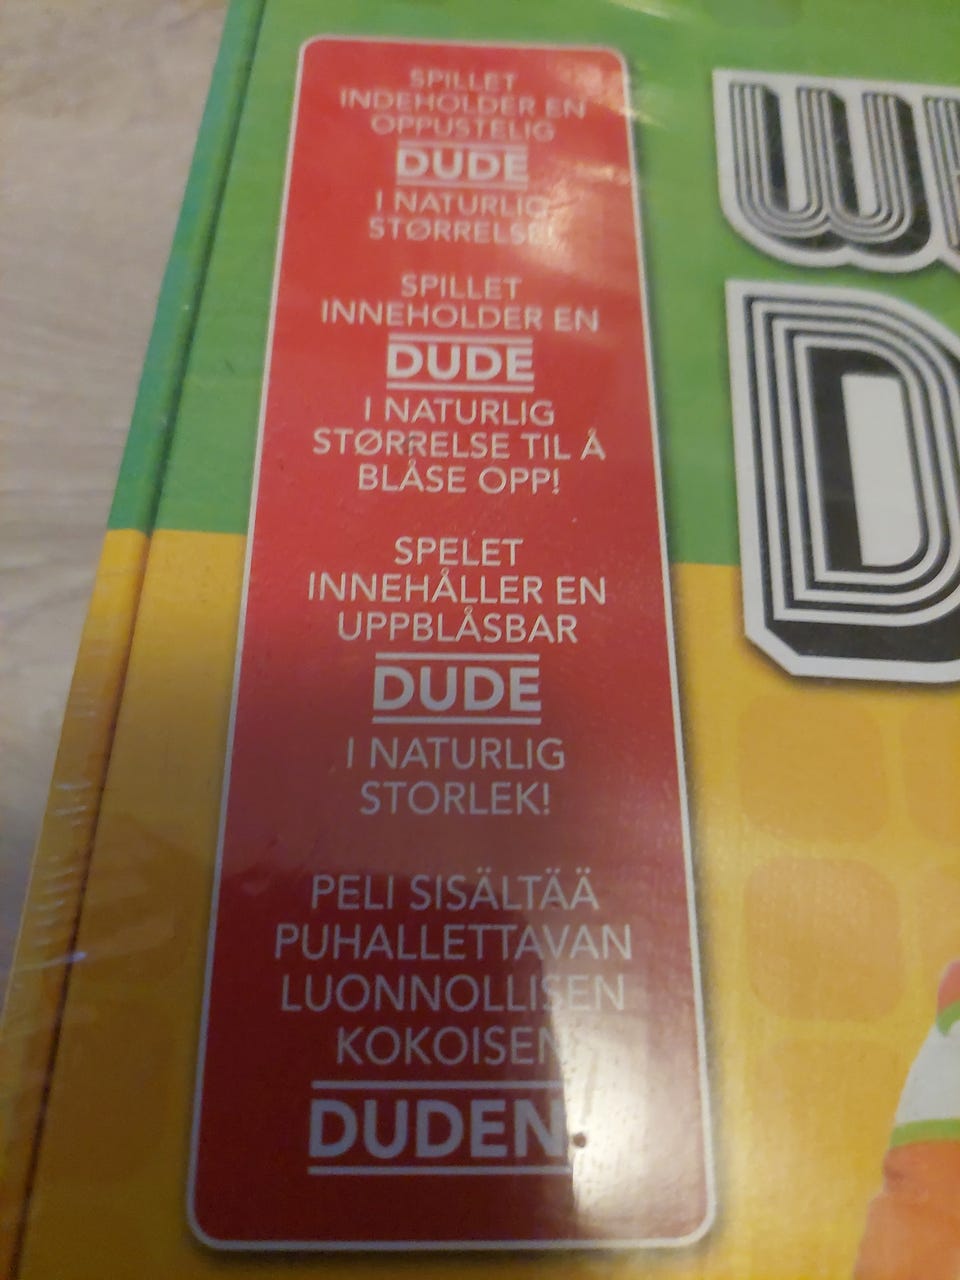 SPILLET
INDEHOLDER EN
OPPUSTELIG
DUDE
I NATURLIG
STØRRELSE!
SPILLET
INNEHOLDER EN
DUDE
I NATURLIG
STØRRELSE TIL Å
BLÅSE OPP!
SPELET
INNEHÅLLER EN
UPPBLÅSBAR
DUDE
I NATURLIG
STORLEK!
PELI SISÄLTÄÄ
PUHALLETTAVAN
LUONNOLLISEN
KOKOISEN
DUDEN!